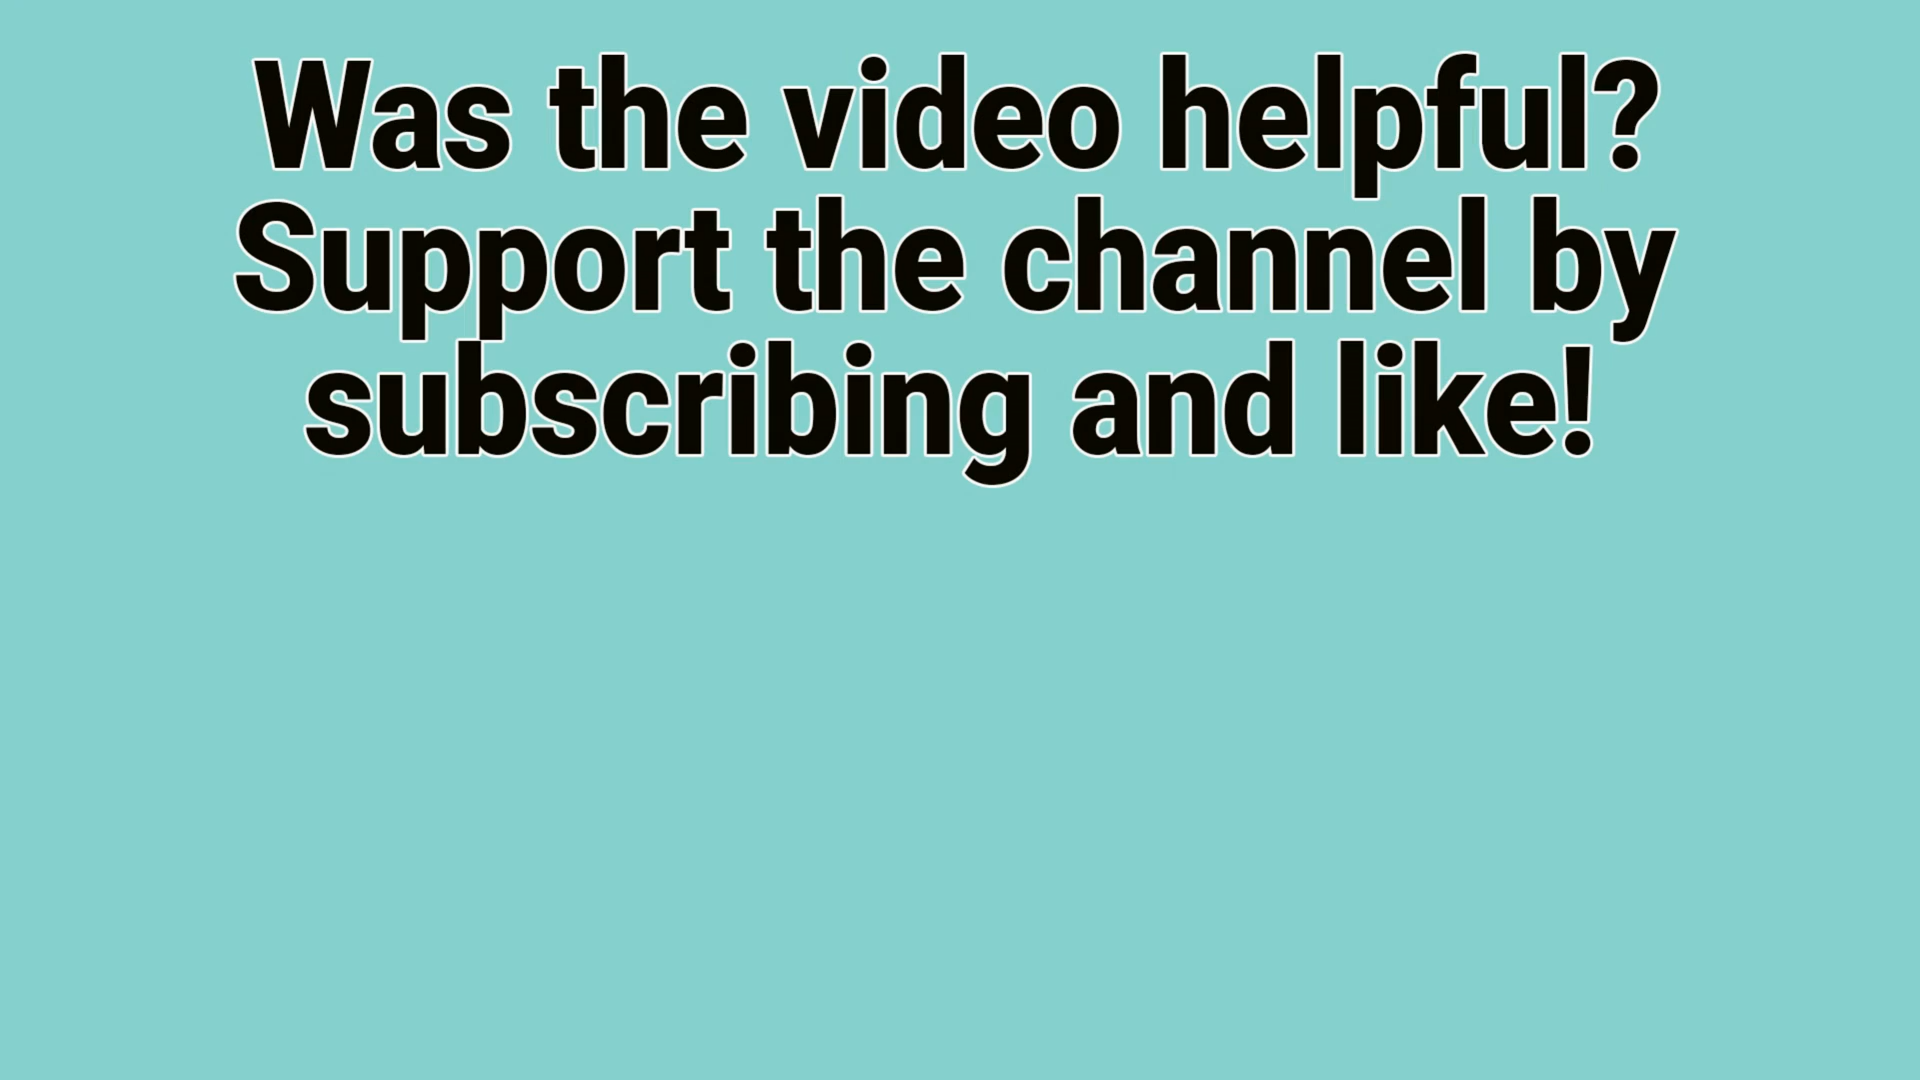 Was the video helpful?
Support the channel by
subscribing and like!